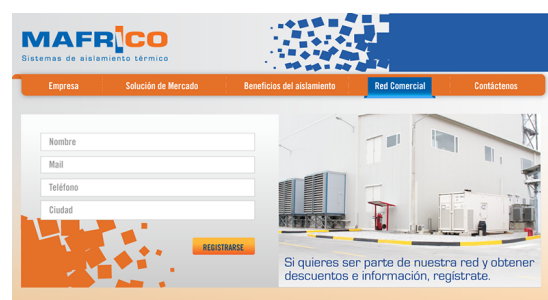 MAFRICO
Sistemas de aislamiento térmico
Empresa
Solución de Mercado
Beneficios del aislamiento
Red Comercial
Contáctenos
Nombre
Mail
Teléfono
Ciudad
REGISTRARSE
Si quieres ser parte de nuestra red y obtener
descuentos e información, regístrate.